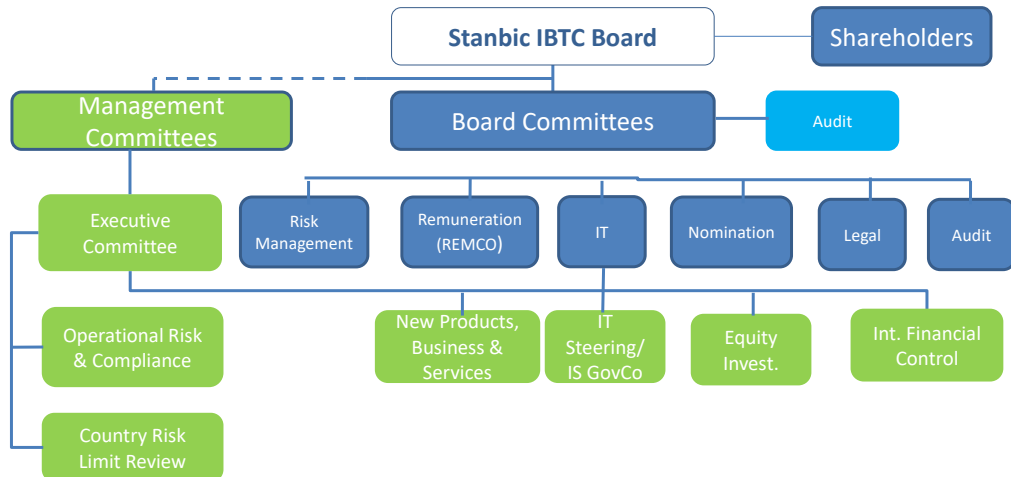 Stanbic IBTC Board
Shareholders
Management
Committees
Board Committees
Audit
Executive
Committee
Risk
Management
Remuneration
(REMCO)
IT
Nomination
Legal
Audit
Operational Risk
& Compliance
New Products,
Business &
Services
IT
Steering/
IS GovCo
Equity
Invest.
Int. Financial
Control
Country Risk
Limit Review